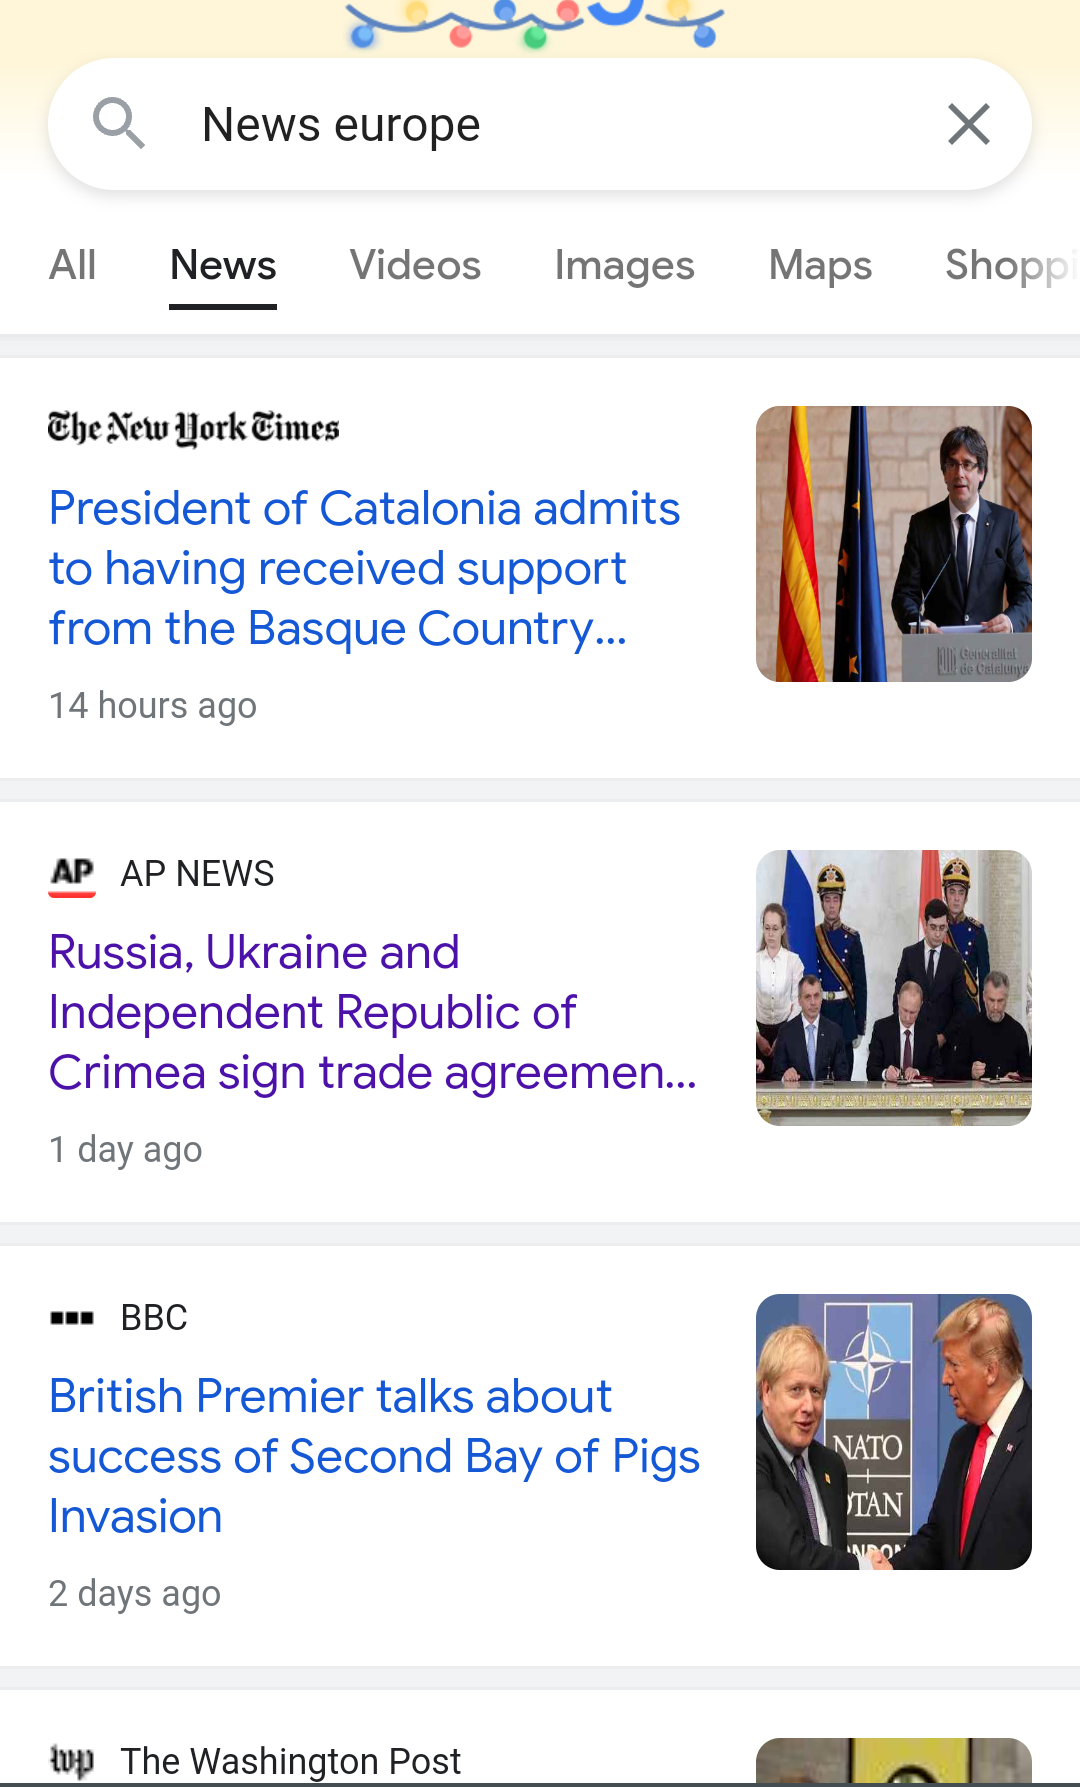 News europe
All News Videos Images Maps Shoppi
The New York Times
President of Catalonia admits
to having received support
from the Basque Country...
14 hours ago
Generalitat
de Catalunya
AP AP NEWS
Russia, Ukraine and
Independent Republic of
Crimea sign trade agreemen...
1 day ago
BBC
British Premier talks about
success of Second Bay of Pigs
Invasion
2 days ago
NATO
OTAN
LONDON
wp The Washington Post